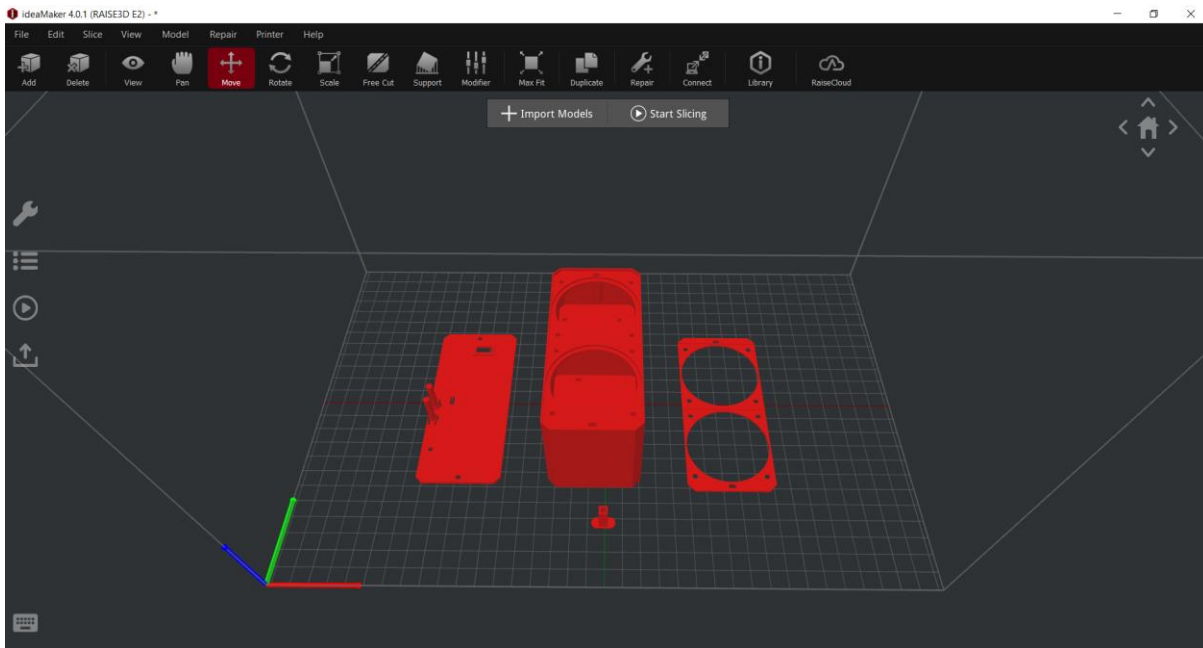 ideaMaker 4.0.1 (RAISE3D E2) - *
File Edit Slice View Model Repair Printer Help
Add Delete View Pan Move Rotate Scale Free Cut Support Modifier Max Fit Duplicate Repair Connect Library RaiseCloud
Import Models Start Slicing